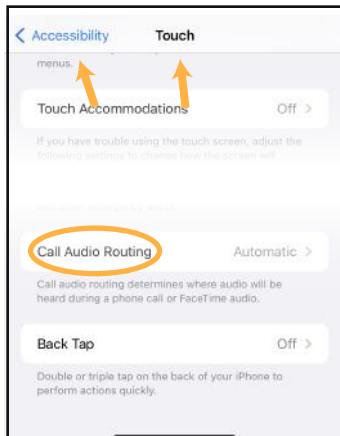 Accessibility
Touch
menus.
Touch Accommodations
Off
If you have trouble using the touch screen, adjust the
following settings to change how the screen will
Call Audio Routing
Automatic
Call audio routing determines where audio will be
heard during a phone call or FaceTime audio.
Back Tap
Off
Double or triple tap on the back of your iPhone to
perform actions quickly.